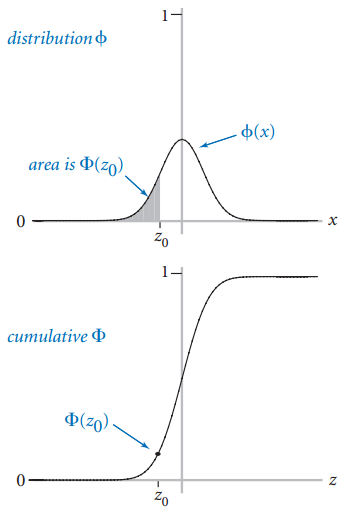 1
distribution ϕ
ϕ(x)
area is Φ(z0)
0
x
z0
1
cumulative Φ
Φ(z0)
0
z
z0